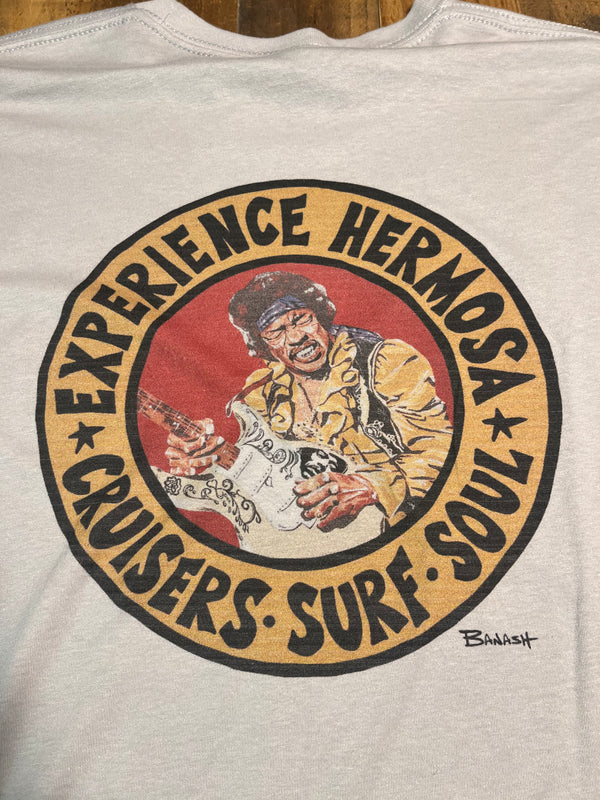 EXPERIENCE HERMOSA
★ CRUISERS · SURF · SOUL ★
BANASH